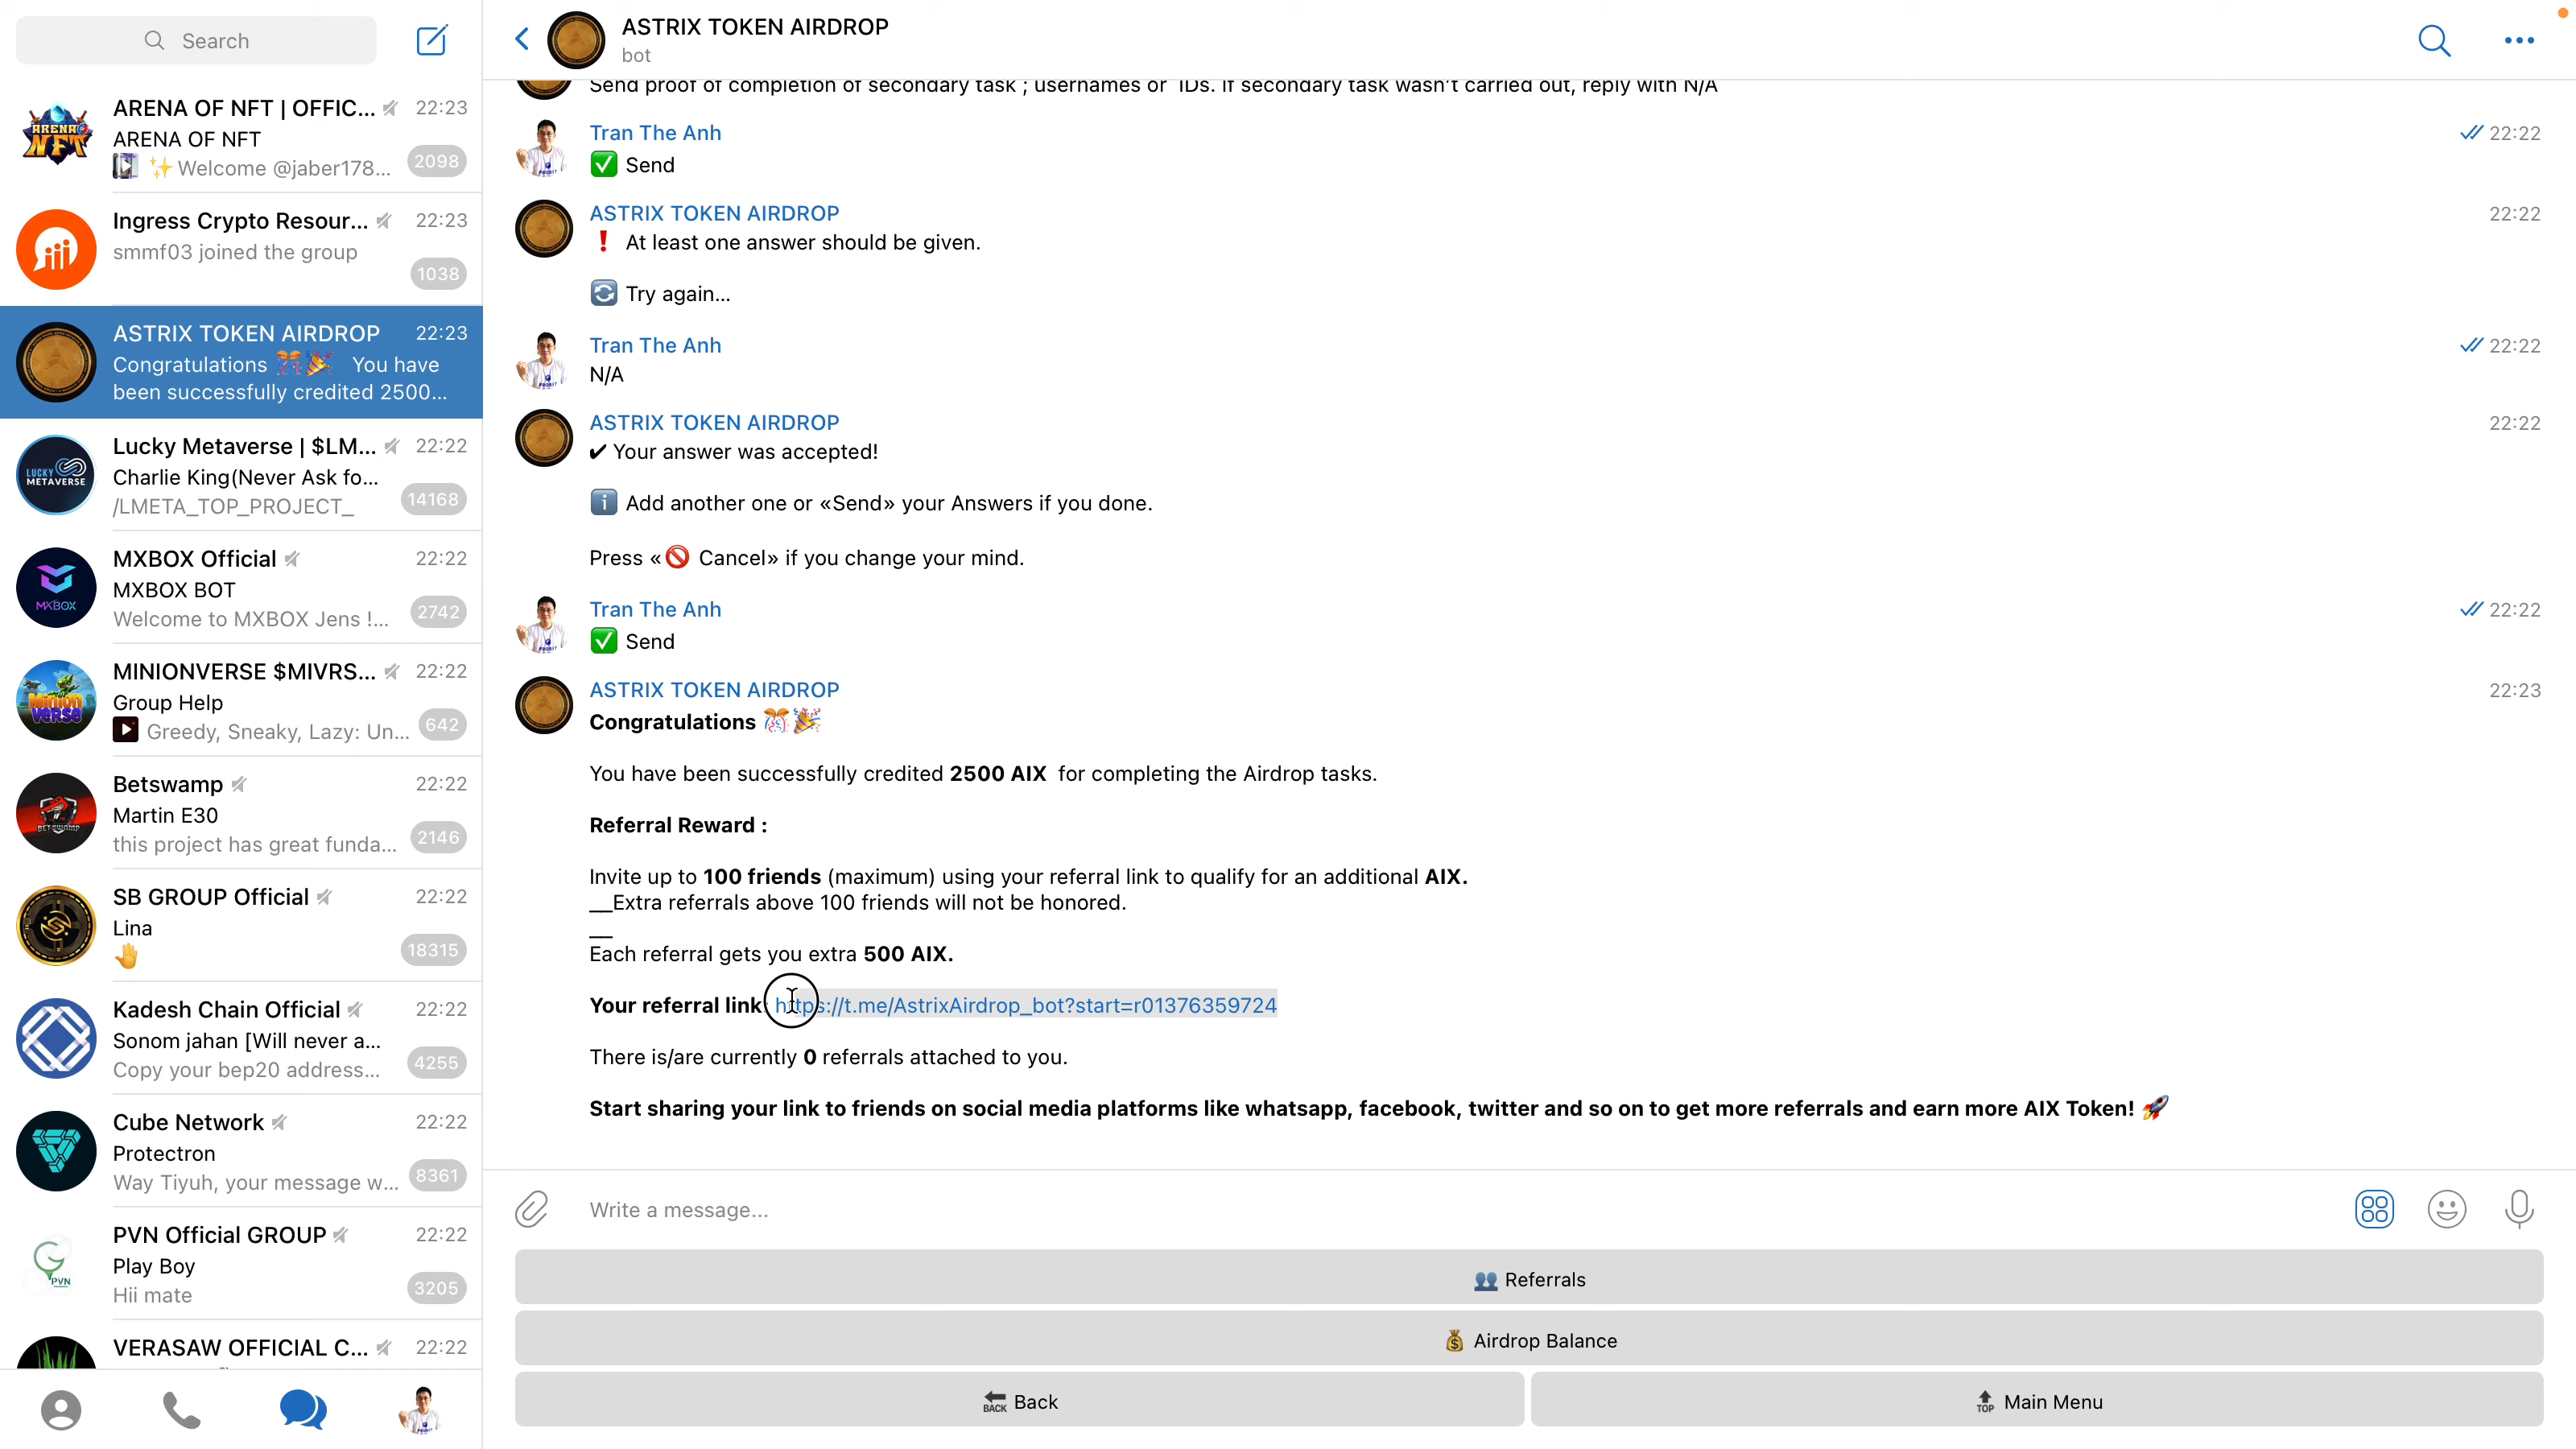 Search
ARENA OF NFT | OFFIC... 22:23
ARENA OF NFT
✨Welcome @jaber178... 2098
Ingress Crypto Resour... 22:23
smmf03 joined the group
1038
ASTRIX TOKEN AIRDROP 22:23
Congratulations 🎊🎉 You have
been successfully credited 2500...
Lucky Metaverse | $LM... 22:22
Charlie King(Never Ask fo...
/LMETA_TOP_PROJECT_ 14168
MXBOX Official 22:22
MXBOX BOT
Welcome to MXBOX Jens !... 2742
MINIONVERSE $MIVRS... 22:22
Group Help
Greedy, Sneaky, Lazy: Un... 642
Betswamp 22:22
Martin E30
this project has great funda... 2146
SB GROUP Official 22:22
Lina
🤚 18315
Kadesh Chain Official 22:22
Sonom jahan [Will never a...
Copy your bep20 address... 4255
Cube Network 22:22
Protectron
Way Tiyuh, your message w... 8361
PVN Official GROUP 22:22
Play Boy
Hii mate 3205
VERASAW OFFICIAL C... 22:22
ASTRIX TOKEN AIRDROP
bot
Send proof of completion of secondary task ; usernames or IDs. If secondary task wasn't carried out, reply with N/A
Tran The Anh 22:22
✅ Send
ASTRIX TOKEN AIRDROP 22:22
❗ At least one answer should be given.
🔄 Try again...
Tran The Anh 22:22
N/A
ASTRIX TOKEN AIRDROP 22:22
✔ Your answer was accepted!
ℹ Add another one or «Send» your Answers if you done.
Press «🚫 Cancel» if you change your mind.
Tran The Anh 22:22
✅ Send
ASTRIX TOKEN AIRDROP 22:23
Congratulations 🎊🎉
You have been successfully credited 2500 AIX for completing the Airdrop tasks.
Referral Reward :
Invite up to 100 friends (maximum) using your referral link to qualify for an additional AIX.
__Extra referrals above 100 friends will not be honored.
__
Each referral gets you extra 500 AIX.
Your referral link: https://t.me/AstrixAirdrop_bot?start=r01376359724
There is/are currently 0 referrals attached to you.
Start sharing your link to friends on social media platforms like whatsapp, facebook, twitter and so on to get more referrals and earn more AIX Token! 🚀
Write a message...
👥 Referrals
💰 Airdrop Balance
🔙 Back
🔝 Main Menu